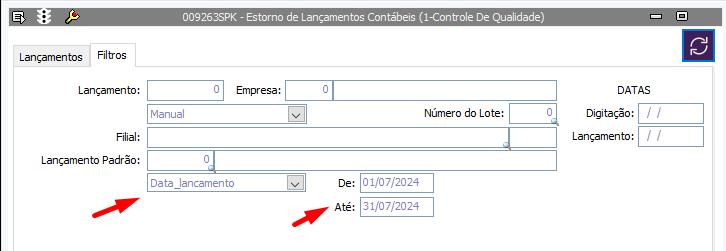 009263SPK - Estorno de Lançamentos Contábeis (1-Controle De Qualidade)
Lançamentos Filtros
Lançamento: 0 Empresa: 0 DATAS
Manual Número do Lote: 0 Digitação: / /
Filial: Lançamento: / /
Lançamento Padrão: 0
Data_lancamento De: 01/07/2024
Até: 31/07/2024